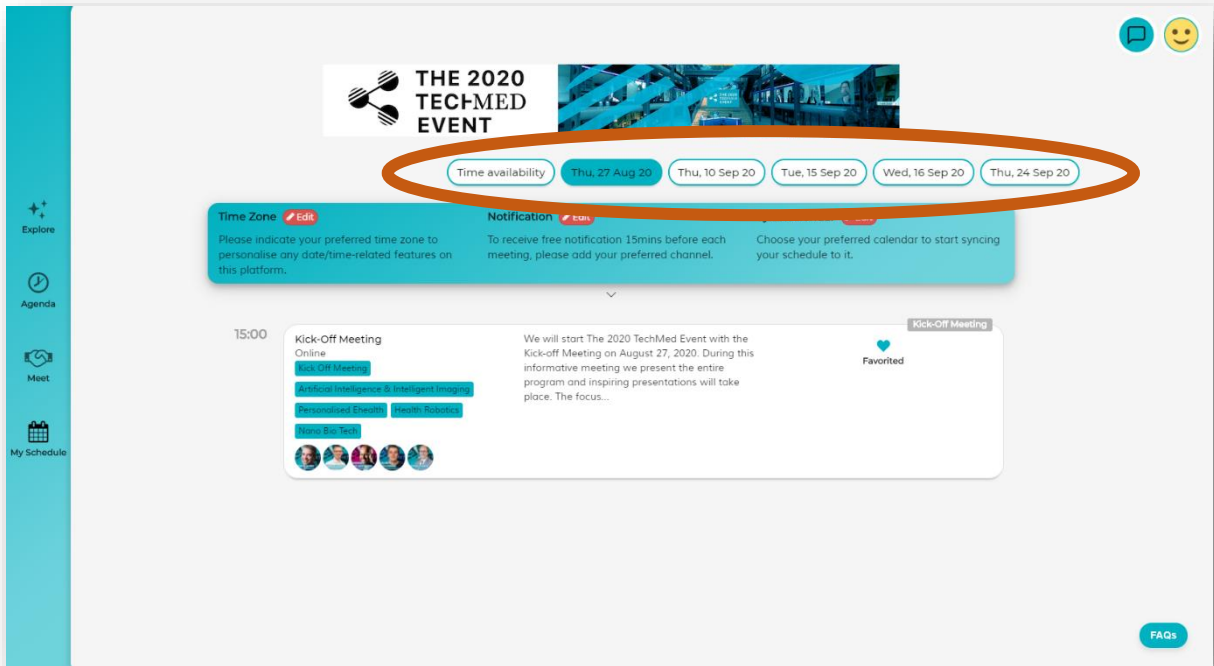 THE 2020
TECHMED
EVENT
Time availability
Thu, 27 Aug 20
Thu, 10 Sep 20
Tue, 15 Sep 20
Wed, 16 Sep 20
Thu, 24 Sep 20
Explore
Agenda
Meet
My Schedule
Time Zone Edit
Please indicate your preferred time zone to
personalise any date/time-related features on
this platform.
Notification Edit
To receive free notification 15mins before each
meeting, please add your preferred channel.
Choose your preferred calendar to start syncing
your schedule to it.
15:00
Kick-Off Meeting
Online
Kick Off Meeting
Artificial Intelligence & Intelligent Imaging
Personalised Ehealth
Health Robotics
Nano Bio Tech
We will start The 2020 TechMed Event with the
Kick-off Meeting on August 27, 2020. During this
informative meeting we present the entire
program and inspiring presentations will take
place. The focus...
Kick-Off Meeting
Favorited
FAQs